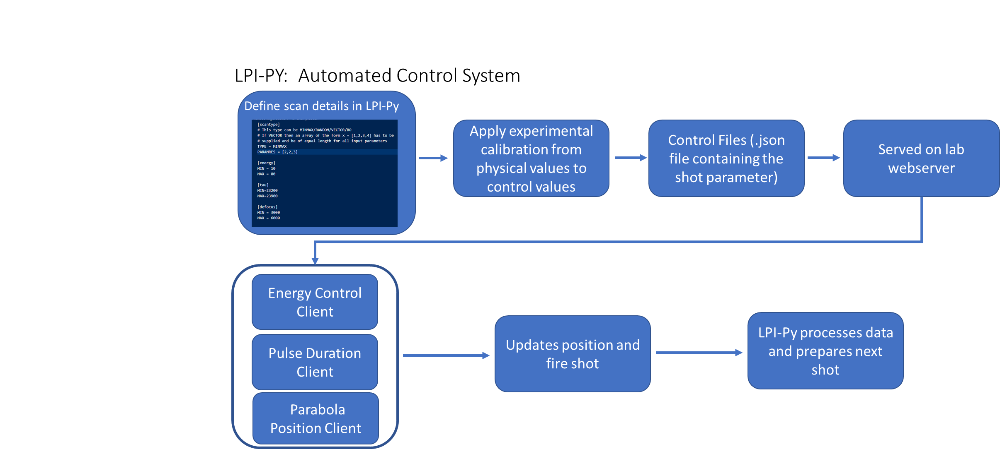 LPI-PY:  Automated Control System
Define scan details in LPI-Py
[scantype]
# This type can be MINMAX/RANDOM/VECTOR/BO
# If VECTOR then an array of the form x = [1,2,3,4] has to be
# supplied and be of equal length for all input parameters
TYPE = MINMAX
PARAMRES = [2,2,3]
[energy]
MIN = 10
MAX = 80
[tau]
MIN=23200
MAX=23900
[defocus]
MIN = 3000
MAX = 6000
Apply experimental
calibration from
physical values to
control values
Control Files (.json
file containing the
shot parameter)
Served on lab
webserver
Energy Control
Client
Pulse Duration
Client
Parabola
Position Client
Updates position and
fire shot
LPI-Py processes data
and prepares next
shot